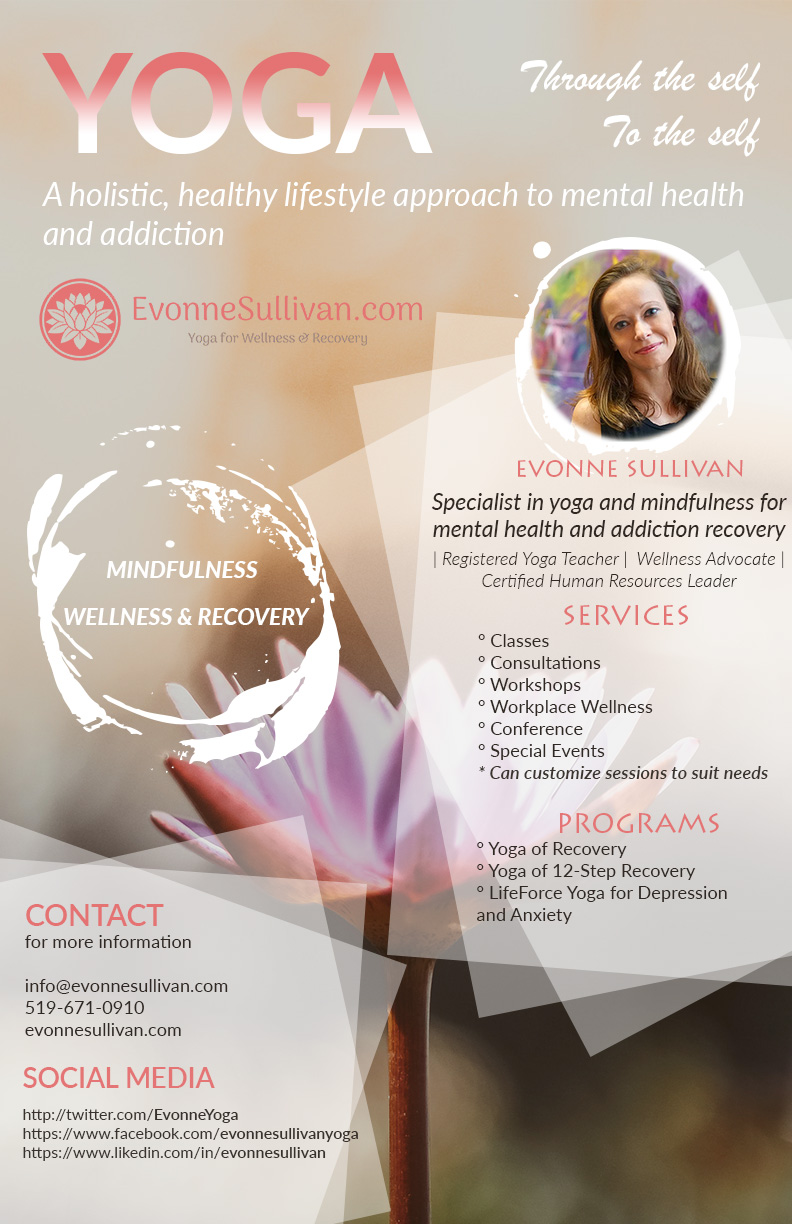 YOGA
Through the self
To the self
A holistic, healthy lifestyle approach to mental health
and addiction
EvonneSullivan.com
Yoga for Wellness & Recovery
EVONNE SULLIVAN
Specialist in yoga and mindfulness for
mental health and addiction recovery
| Registered Yoga Teacher | Wellness Advocate |
Certified Human Resources Leader
MINDFULNESS
WELLNESS & RECOVERY
SERVICES
° Classes
° Consultations
° Workshops
° Workplace Wellness
° Conference
° Special Events
* Can customize sessions to suit needs
PROGRAMS
° Yoga of Recovery
° Yoga of 12-Step Recovery
° LifeForce Yoga for Depression
and Anxiety
CONTACT
for more information
info@evonnesullivan.com
519-671-0910
evonnesullivan.com
SOCIAL MEDIA
http://twitter.com/EvonneYoga
https://www.facebook.com/evonnesullivanyoga
https://www.likedin.com/in/evonnesullivan